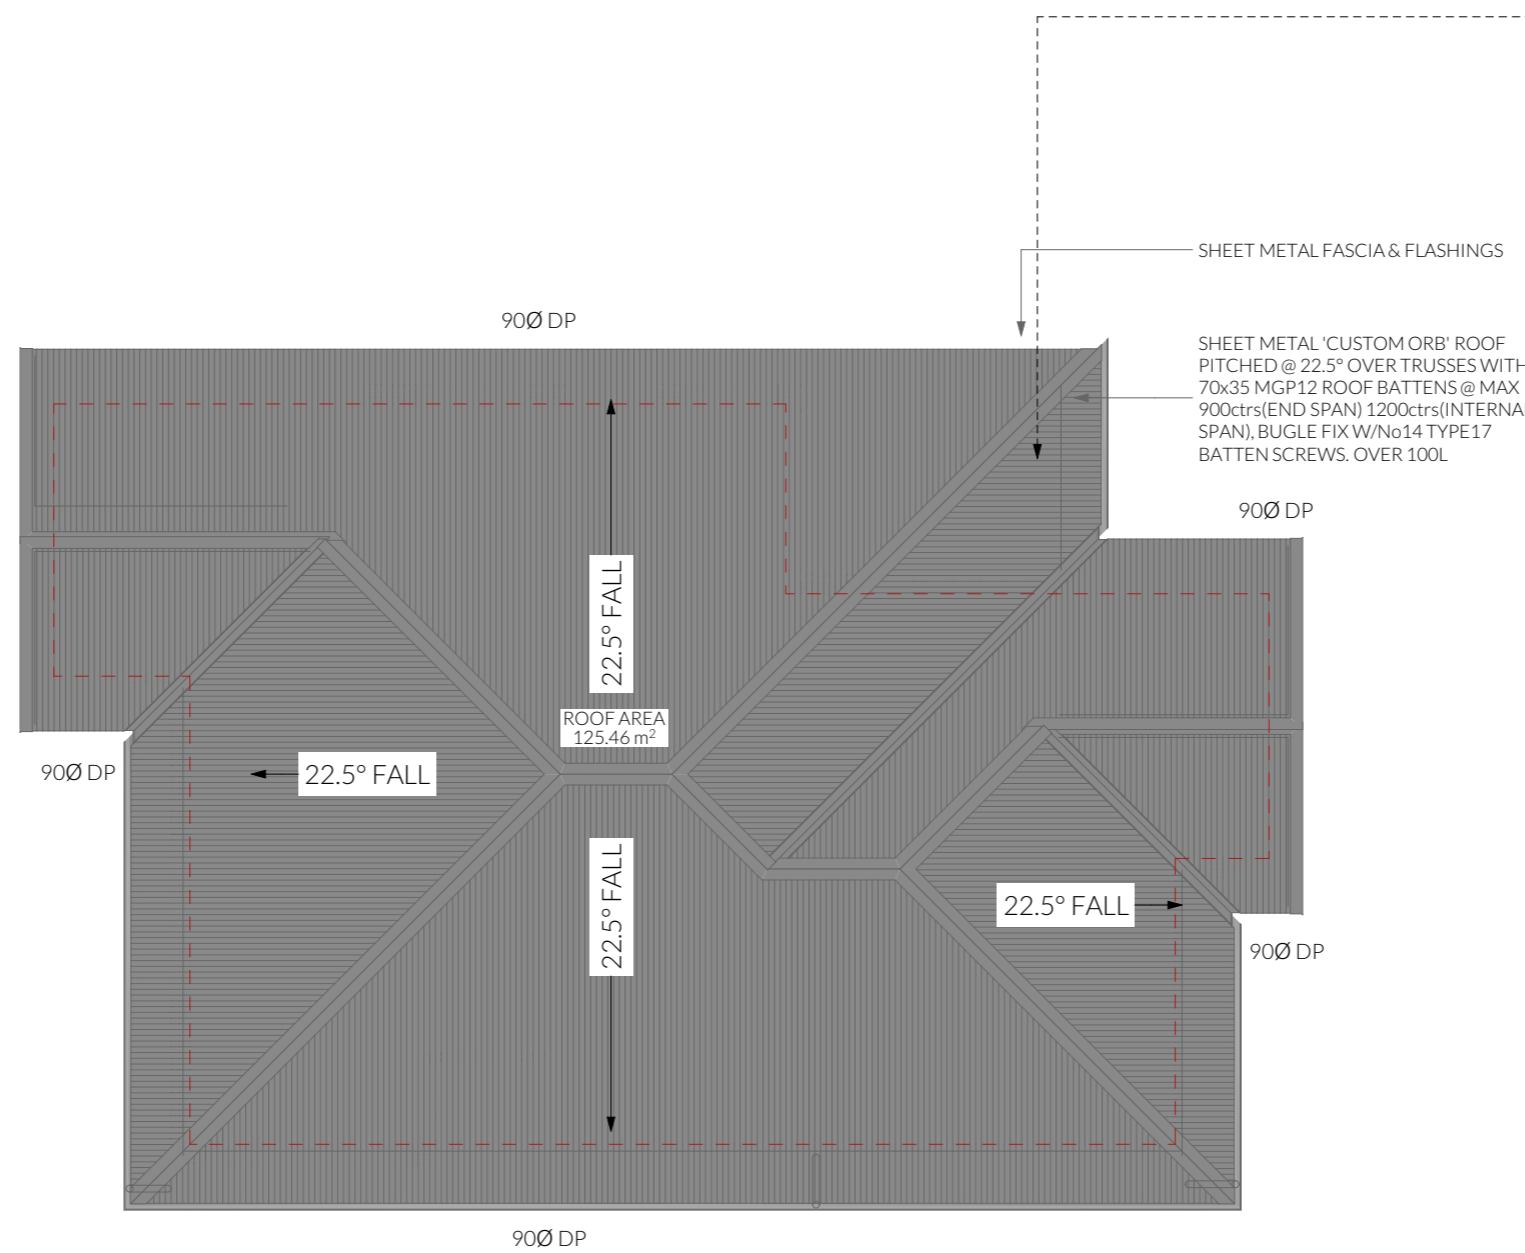 SHEET METAL FASCIA & FLASHINGS
90Ø DP
SHEET METAL 'CUSTOM ORB' ROOF
PITCHED @ 22.5° OVER TRUSSES WITH
70x35 MGP12 ROOF BATTENS @ MAX
900ctrs(END SPAN) 1200ctrs(INTERNA
SPAN), BUGLE FIX W/No14 TYPE17
BATTEN SCREWS. OVER 100L
90Ø DP
22.5° FALL
ROOF AREA
125.46 m²
90Ø DP
22.5° FALL
22.5° FALL
22.5° FALL
90Ø DP
90Ø DP